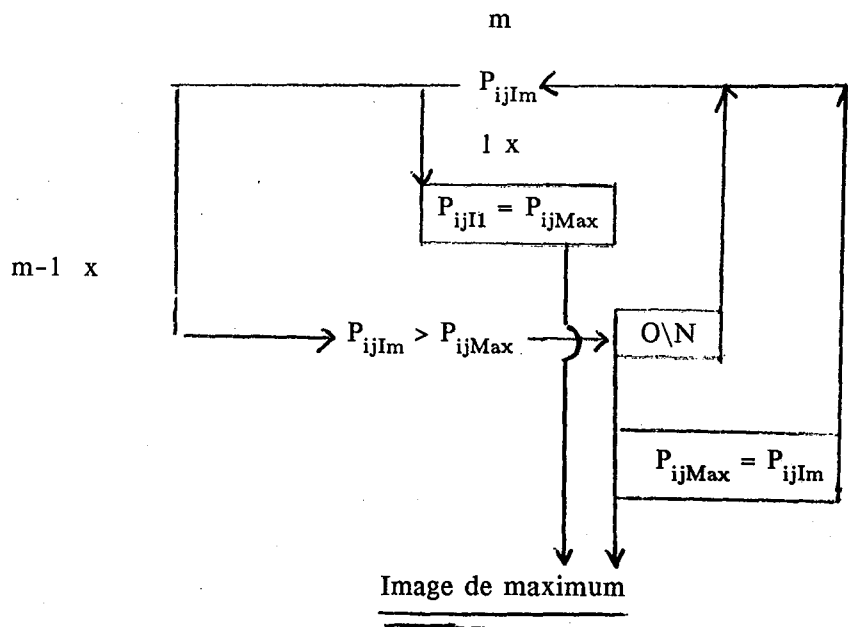 m
P_ijIm
1 x
P_ijI1 = P_ijMax
m-1 x
P_ijIm > P_ijMax
O\N
P_ijMax = P_ijIm
Image de maximum